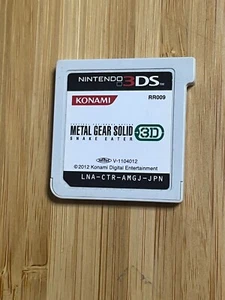 NINTENDO 3DS
KONAMI
RR009
METAL GEAR SOLID 3D
SNAKE EATER
V-1104012
©2012 Konami Digital Entertainment
LNA-CTR-AMGJ-JPN